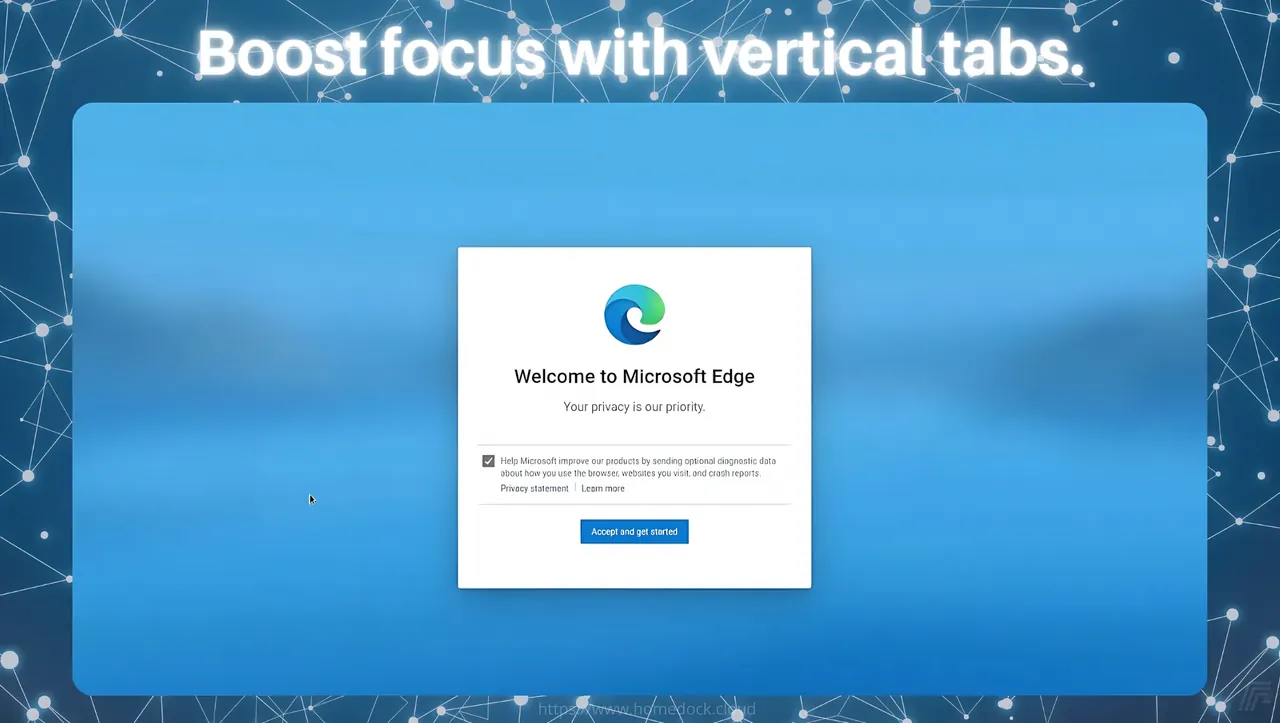 Boost focus with vertical tabs.
Welcome to Microsoft Edge
Your privacy is our priority.
Help Microsoft improve our products by sending optional diagnostic data
about how you use the browser, websites you visit, and crash reports.
Privacy statement | Learn more
Accept and get started
https://www.homedock.cloud